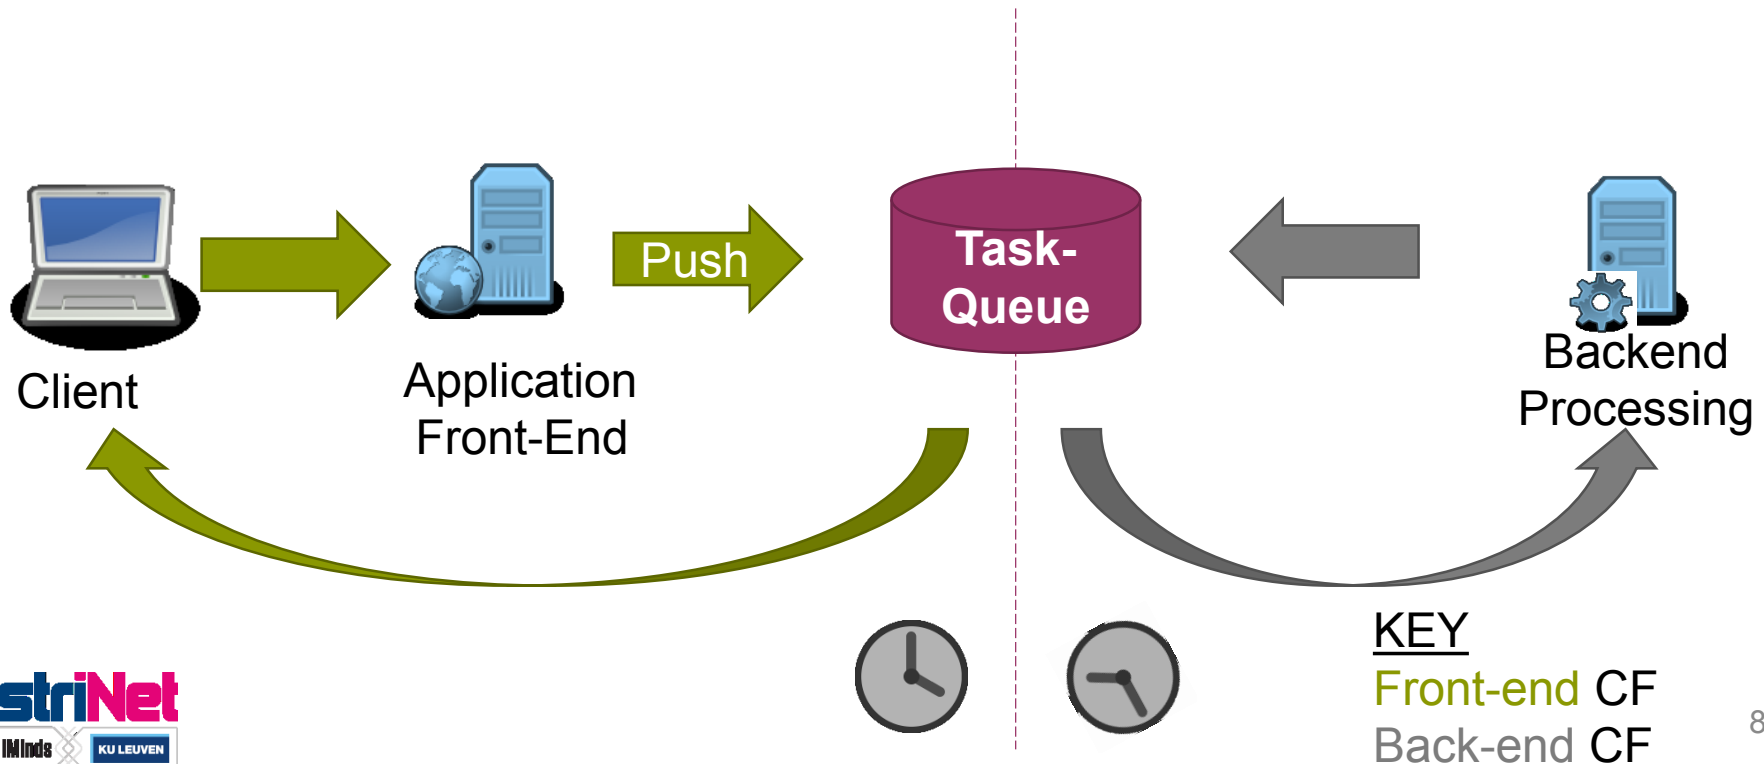 Push
Task-
Queue
Client
Application
Front-End
Backend
Processing
KEY
Front-end CF
Back-end CF
8
striNet
iMinds
KU LEUVEN